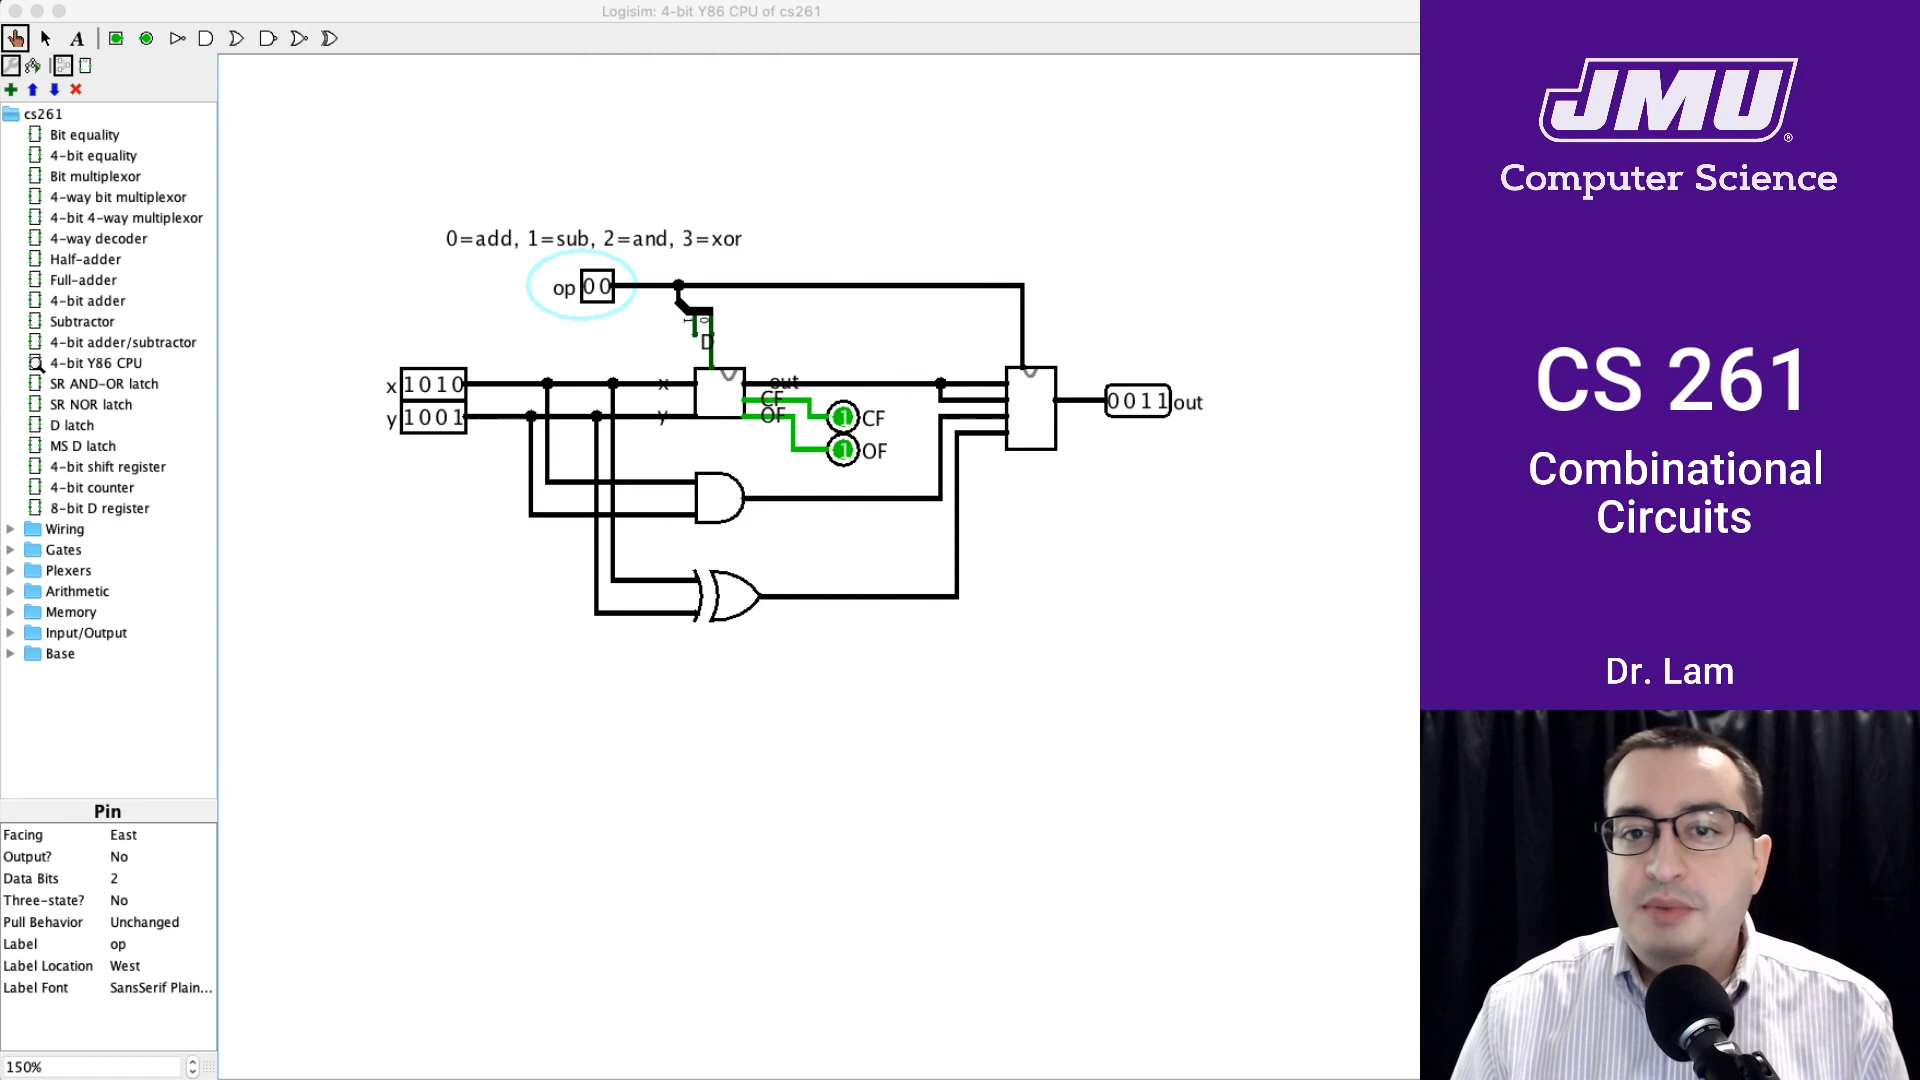 Logisim: 4-bit Y86 CPU of cs261
A
cs261
Bit equality
4-bit equality
Bit multiplexor
4-way bit multiplexor
4-bit 4-way multiplexor
4-way decoder
Half-adder
Full-adder
4-bit adder
Subtractor
4-bit adder/subtractor
4-bit Y86 CPU
SR AND-OR latch
SR NOR latch
D latch
MS D latch
4-bit shift register
4-bit counter
8-bit D register
Wiring
Gates
Plexers
Arithmetic
Memory
Input/Output
Base
Pin
Facing East
Output? No
Data Bits 2
Three-state? No
Pull Behavior Unchanged
Label op
Label Location West
Label Font SansSerif Plain...
150%
0=add, 1=sub, 2=and, 3=xor
op 00
1 0
D
x 1010 x out
y 1001 y
CF
OF
1 CF
1 OF
0011 out
JMU®
Computer Science
CS 261
Combinational
Circuits
Dr. Lam